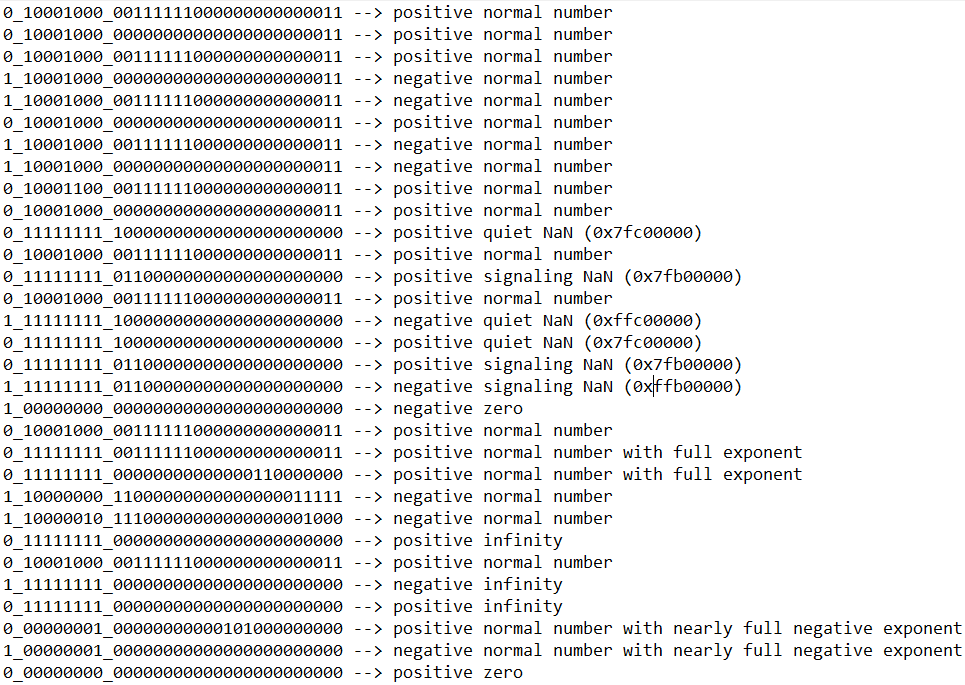 0_10001000_00111111000000000000011 --> positive normal number
0_10001000_00000000000000000000011 --> positive normal number
0_10001000_00111111000000000000011 --> positive normal number
1_10001000_00000000000000000000011 --> negative normal number
1_10001000_00111111000000000000011 --> negative normal number
0_10001000_00000000000000000000011 --> positive normal number
1_10001000_00111111000000000000011 --> negative normal number
1_10001000_00000000000000000000011 --> negative normal number
0_10001100_00111111000000000000011 --> positive normal number
0_10001000_00000000000000000000011 --> positive normal number
0_11111111_10000000000000000000000 --> positive quiet NaN (0x7fc00000)
0_10001000_00111111000000000000011 --> positive normal number
0_11111111_01100000000000000000000 --> positive signaling NaN (0x7fb00000)
0_10001000_00111111000000000000011 --> positive normal number
1_11111111_10000000000000000000000 --> negative quiet NaN (0xffc00000)
0_11111111_10000000000000000000000 --> positive quiet NaN (0x7fc00000)
0_11111111_01100000000000000000000 --> positive signaling NaN (0x7fb00000)
1_11111111_01100000000000000000000 --> negative signaling NaN (0xffb00000)
1_00000000_00000000000000000000000 --> negative zero
0_10001000_00111111000000000000011 --> positive normal number
0_11111111_00111111000000000000011 --> positive normal number with full exponent
0_11111111_00000000000000110000000 --> positive normal number with full exponent
1_10000000_11000000000000000011111 --> negative normal number
1_10000010_11100000000000000001000 --> negative normal number
0_11111111_00000000000000000000000 --> positive infinity
0_10001000_00111111000000000000011 --> positive normal number
1_11111111_00000000000000000000000 --> negative infinity
0_11111111_00000000000000000000000 --> positive infinity
0_00000001_00000000000101000000000 --> positive normal number with nearly full negative exponent
1_00000001_00000000000000000000000 --> negative normal number with nearly full negative exponent
0_00000000_00000000000000000000000 --> positive zero